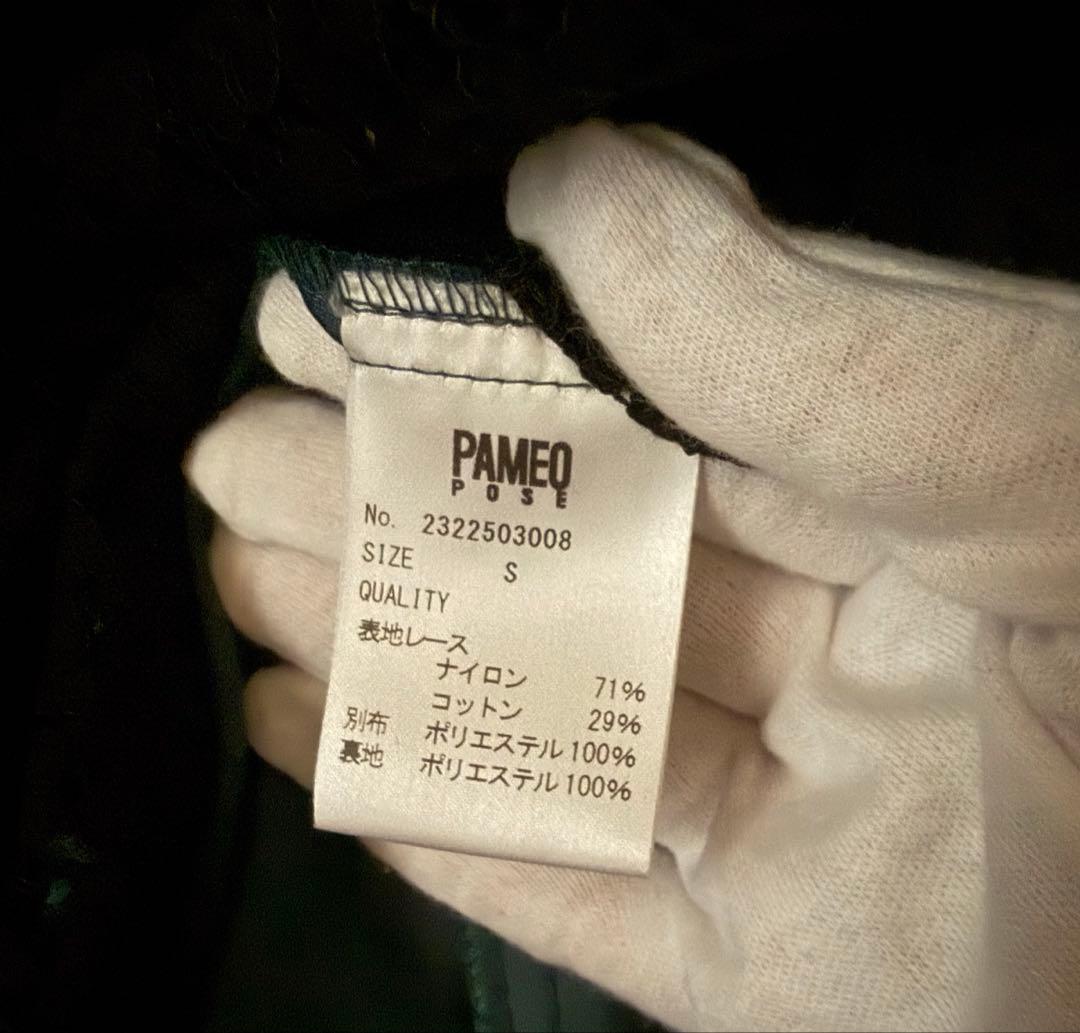 PAMEO
POSE
No. 2322503008
SIZE S
QUALITY
表地レース
ナイロン 71%
コットン 29%
別布 ポリエステル 100%
裏地 ポリエステル 100%